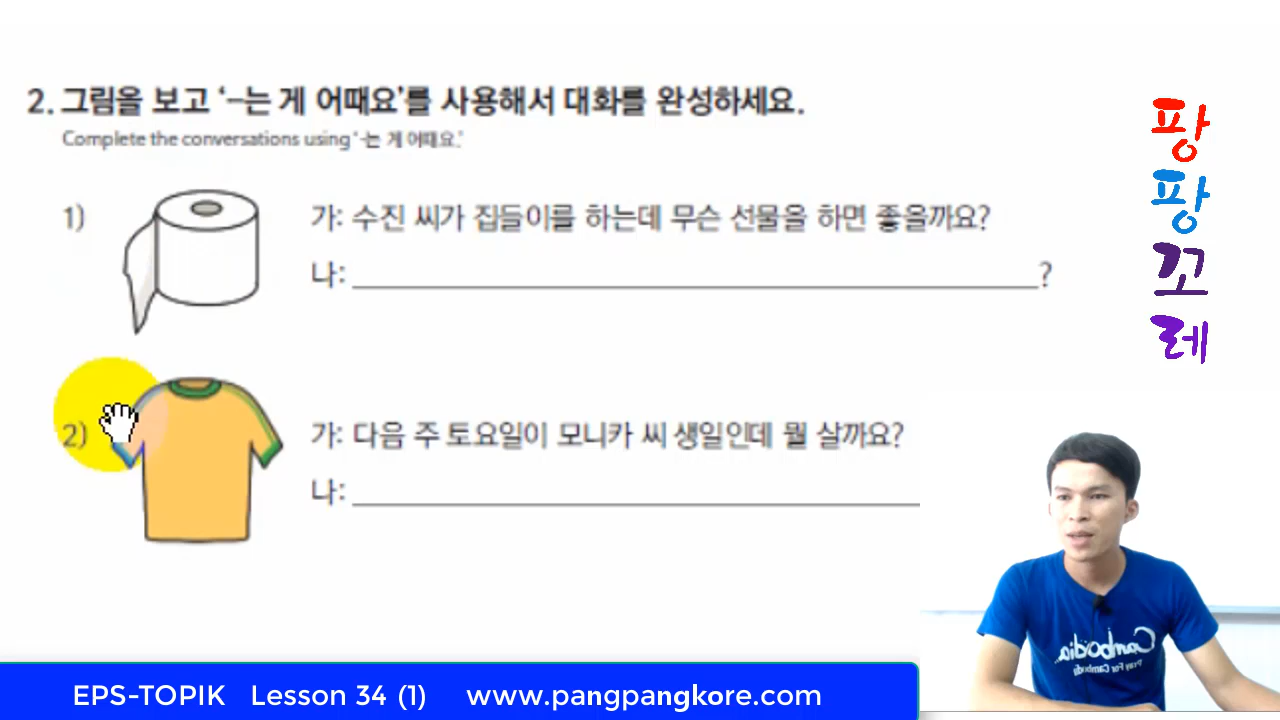 2. 그림을 보고 ‘-는 게 어때요’를 사용해서 대화를 완성하세요.
Complete the conversations using ‘-는 게 어때요.’
1)
가: 수진 씨가 집들이를 하는데 무슨 선물을 하면 좋을까요?
나: ?
2)
가: 다음 주 토요일이 모니카 씨 생일인데 뭘 살까요?
나:
팡
팡
꼬
레
Cambodia
Pray For Cambodia
EPS-TOPIK Lesson 34 (1) www.pangpangkore.com